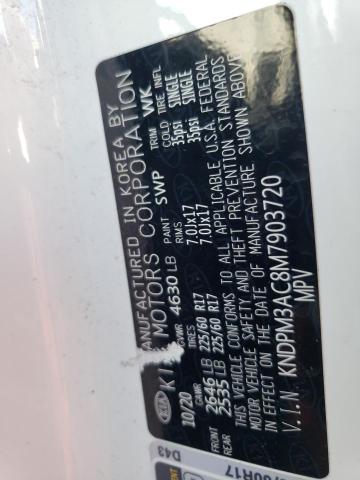 MANUFACTURED IN KOREA BY
KIA MOTORS CORPORATION
10/20 GVWR 4630 LB PAINT SWP TRIM WK
GAWR TIRES RIMS COLD TIRE INFL
FRONT 2646 LB 225/60 R17 7.0JX17 35psi SINGLE
REAR 2535 LB 225/60 R17 7.0JX17 35psi SINGLE
THIS VEHICLE CONFORMS TO ALL APPLICABLE U.S.A. FEDERAL
MOTOR VEHICLE SAFETY AND THEFT PREVENTION STANDARDS
IN EFFECT ON THE DATE OF MANUFACTURE SHOWN ABOVE
V.I.N. KNDPM3AC8M7903720
MPV
D43